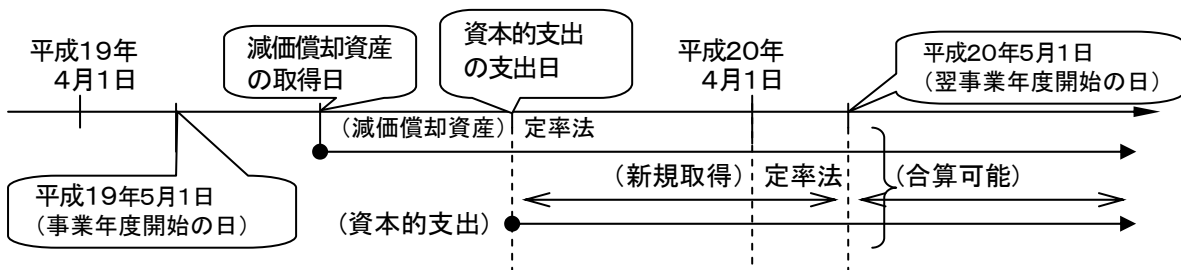 平成19年
4月1日
減価償却資産
の取得日
資本的支出
の支出日
平成20年
4月1日
平成20年5月1日
（翌事業年度開始の日）
（減価償却資産）定率法
平成19年5月1日
（事業年度開始の日）
（新規取得）定率法
（合算可能）
（資本的支出）